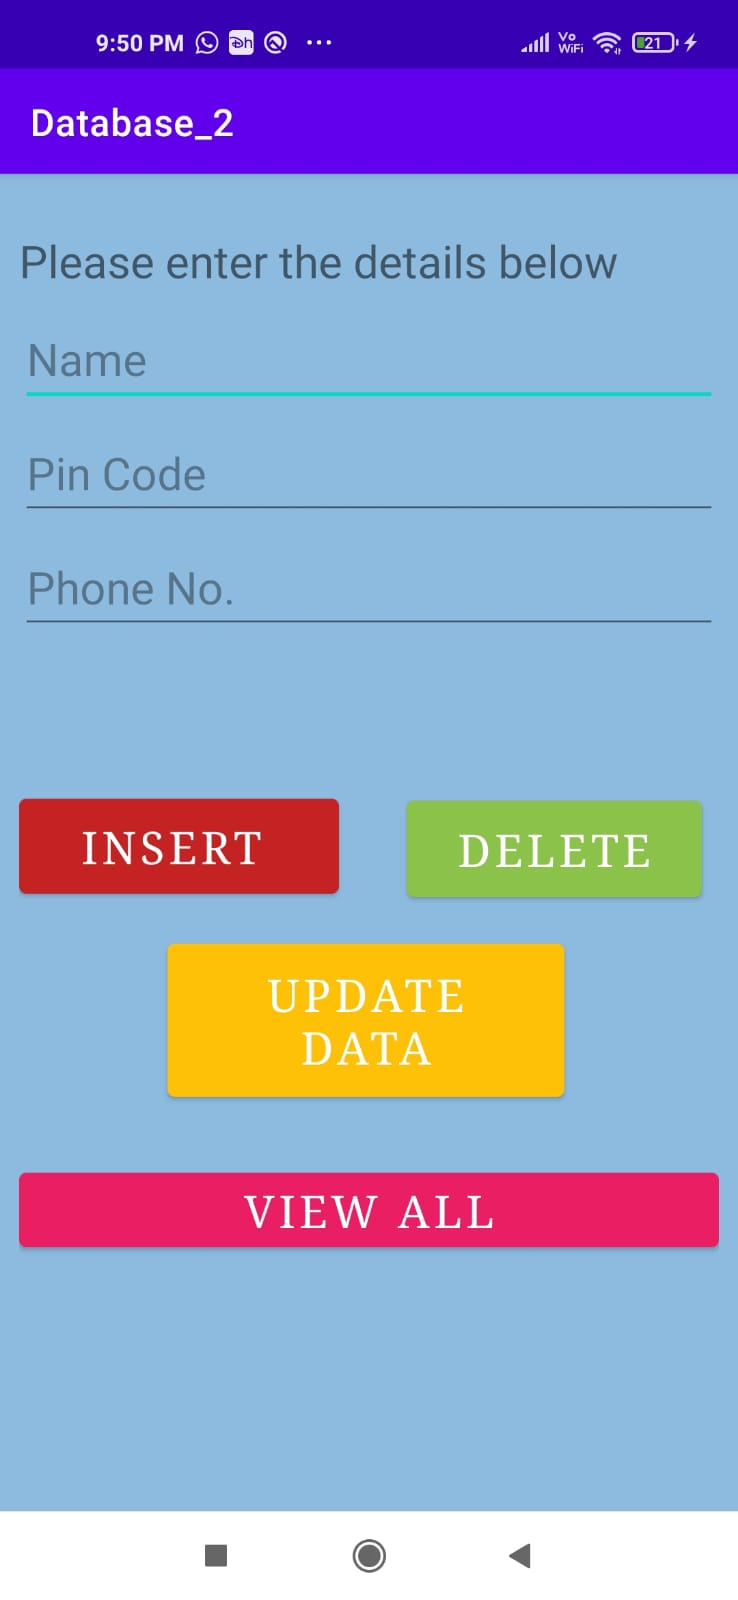 9:50 PM Dh ... Vo WiFi 21
Database_2
Please enter the details below
Name
Pin Code
Phone No.
INSERT DELETE
UPDATE
DATA
VIEW ALL